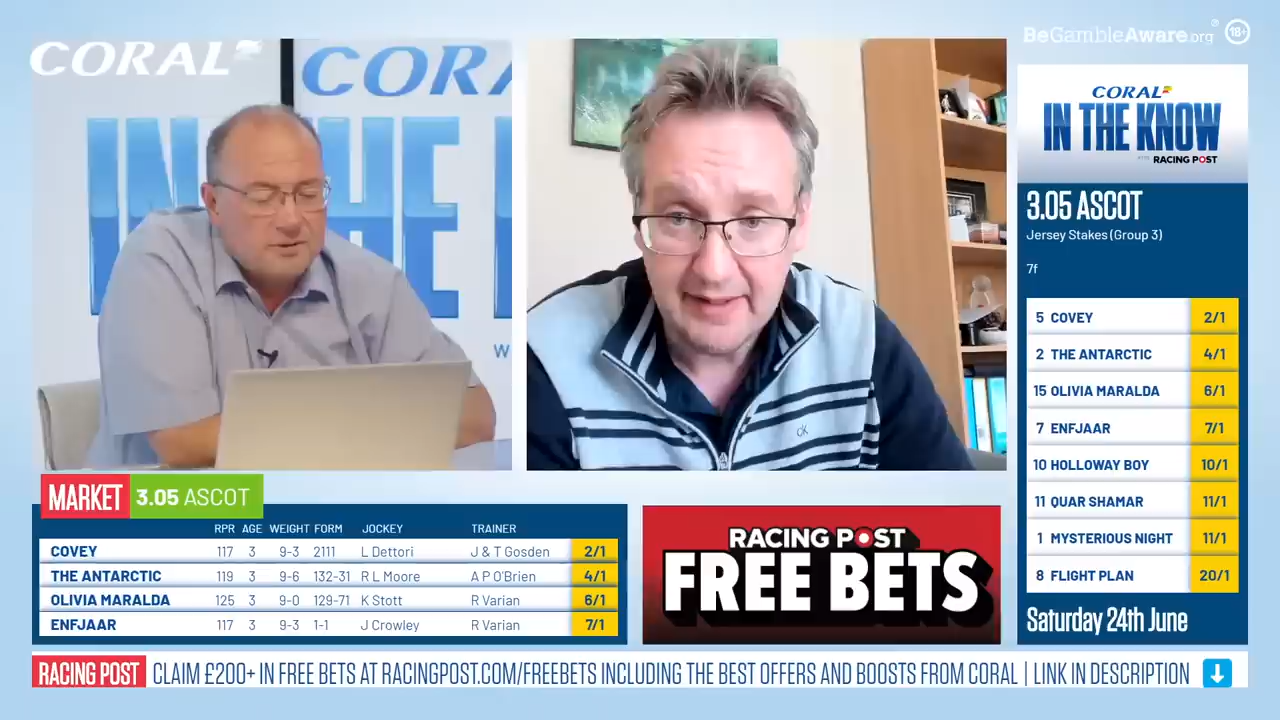 CORAL
CORA
IN THE
W
BeGambleAware.org 18+
CORAL
IN THE KNOW
WITH RACING POST
3.05 ASCOT
Jersey Stakes (Group 3)
7f
5 COVEY 2/1
2 THE ANTARCTIC 4/1
15 OLIVIA MARALDA 6/1
7 ENFJAAR 7/1
10 HOLLOWAY BOY 10/1
11 QUAR SHAMAR 11/1
1 MYSTERIOUS NIGHT 11/1
8 FLIGHT PLAN 20/1
Saturday 24th June
CK
MARKET 3.05 ASCOT
RPR AGE WEIGHT FORM JOCKEY TRAINER
COVEY 117 3 9-3 2111 L Dettori J & T Gosden 2/1
THE ANTARCTIC 119 3 9-6 132-31 R L Moore A P O'Brien 4/1
OLIVIA MARALDA 125 3 9-0 129-71 K Stott R Varian 6/1
ENFJAAR 117 3 9-3 1-1 J Crowley R Varian 7/1
RACING POST
FREE BETS
RACING POST CLAIM £200+ IN FREE BETS AT RACINGPOST.COM/FREEBETS INCLUDING THE BEST OFFERS AND BOOSTS FROM CORAL | LINK IN DESCRIPTION